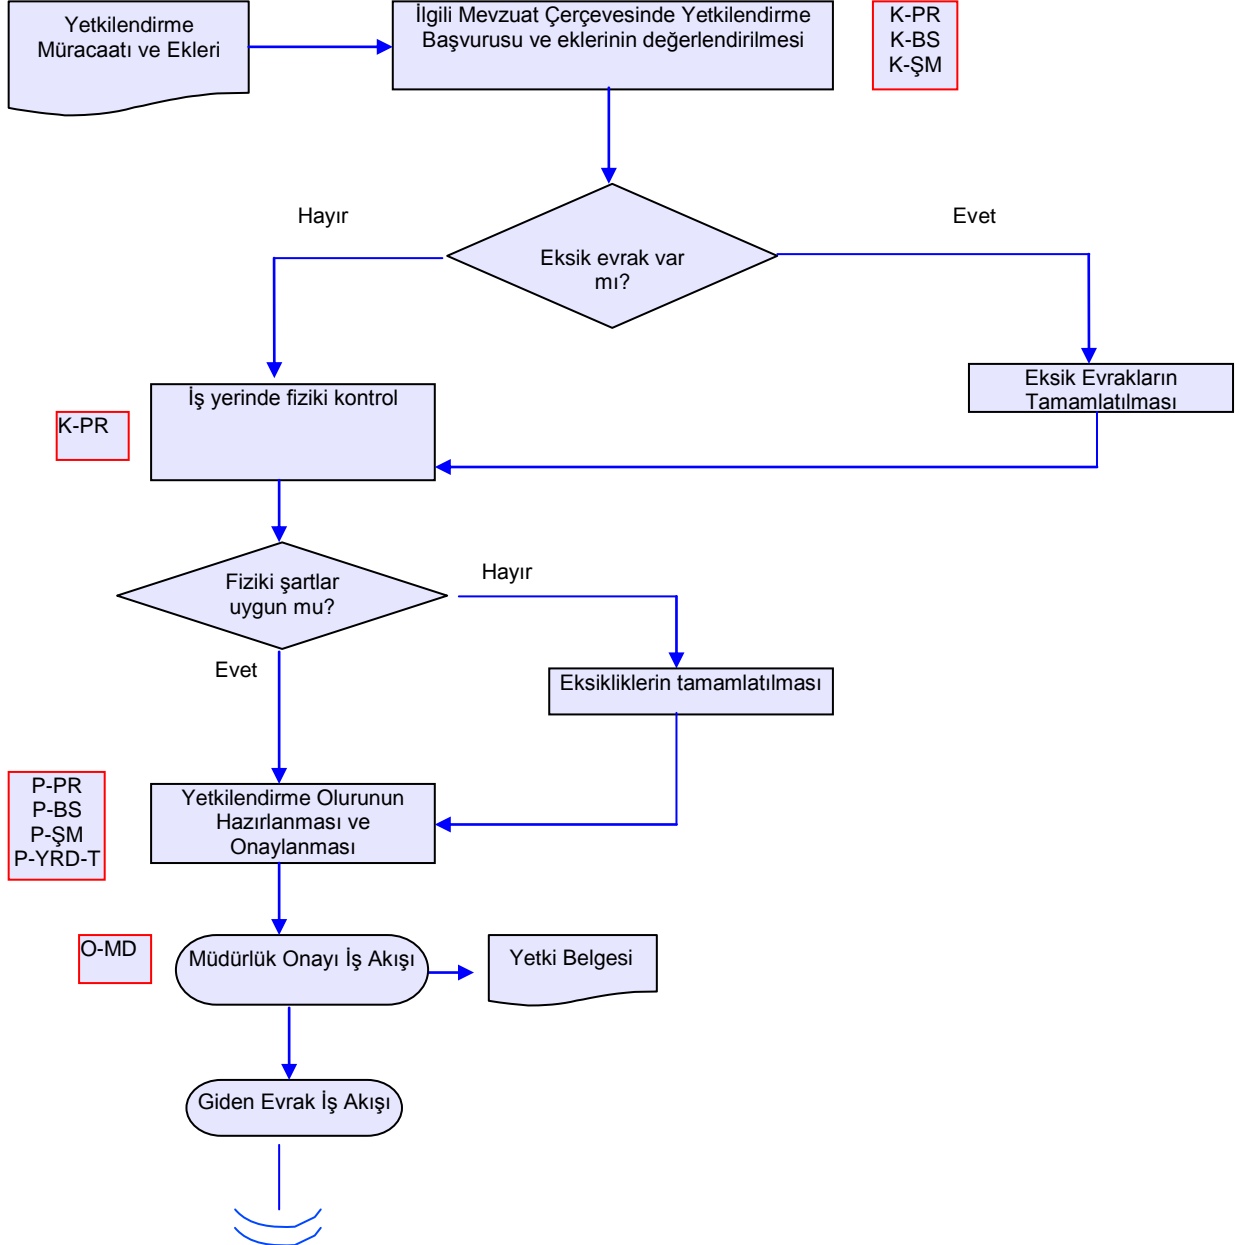 Yetkilendirme
Müracaatı ve Ekleri
İlgili Mevzuat Çerçevesinde Yetkilendirme
Başvurusu ve eklerinin değerlendirilmesi
K-PR
K-BS
K-ŞM
Hayır
Evet
Eksik evrak var
mı?
Eksik Evrakların
Tamamlatılması
İş yerinde fiziki kontrol
K-PR
Fiziki şartlar
uygun mu?
Hayır
Evet
Eksikliklerin tamamlatılması
P-PR
P-BS
P-ŞM
P-YRD-T
Yetkilendirme Olurunun
Hazırlanması ve
Onaylanması
O-MD
Müdürlük Onayı İş Akışı
Yetki Belgesi
Giden Evrak İş Akışı